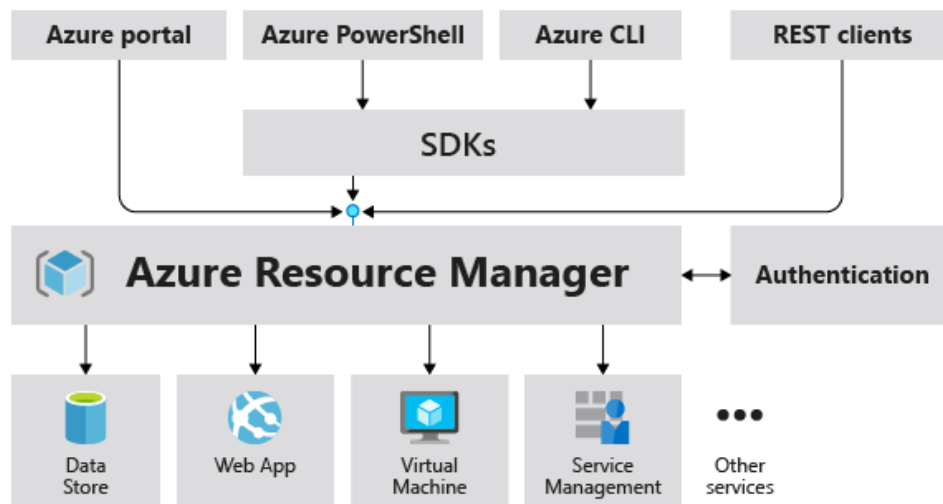 Azure portal
Azure PowerShell
Azure CLI
REST clients
SDKs
Azure Resource Manager
Authentication
Data
Store
Web App
Virtual
Machine
Service
Management
Other
services